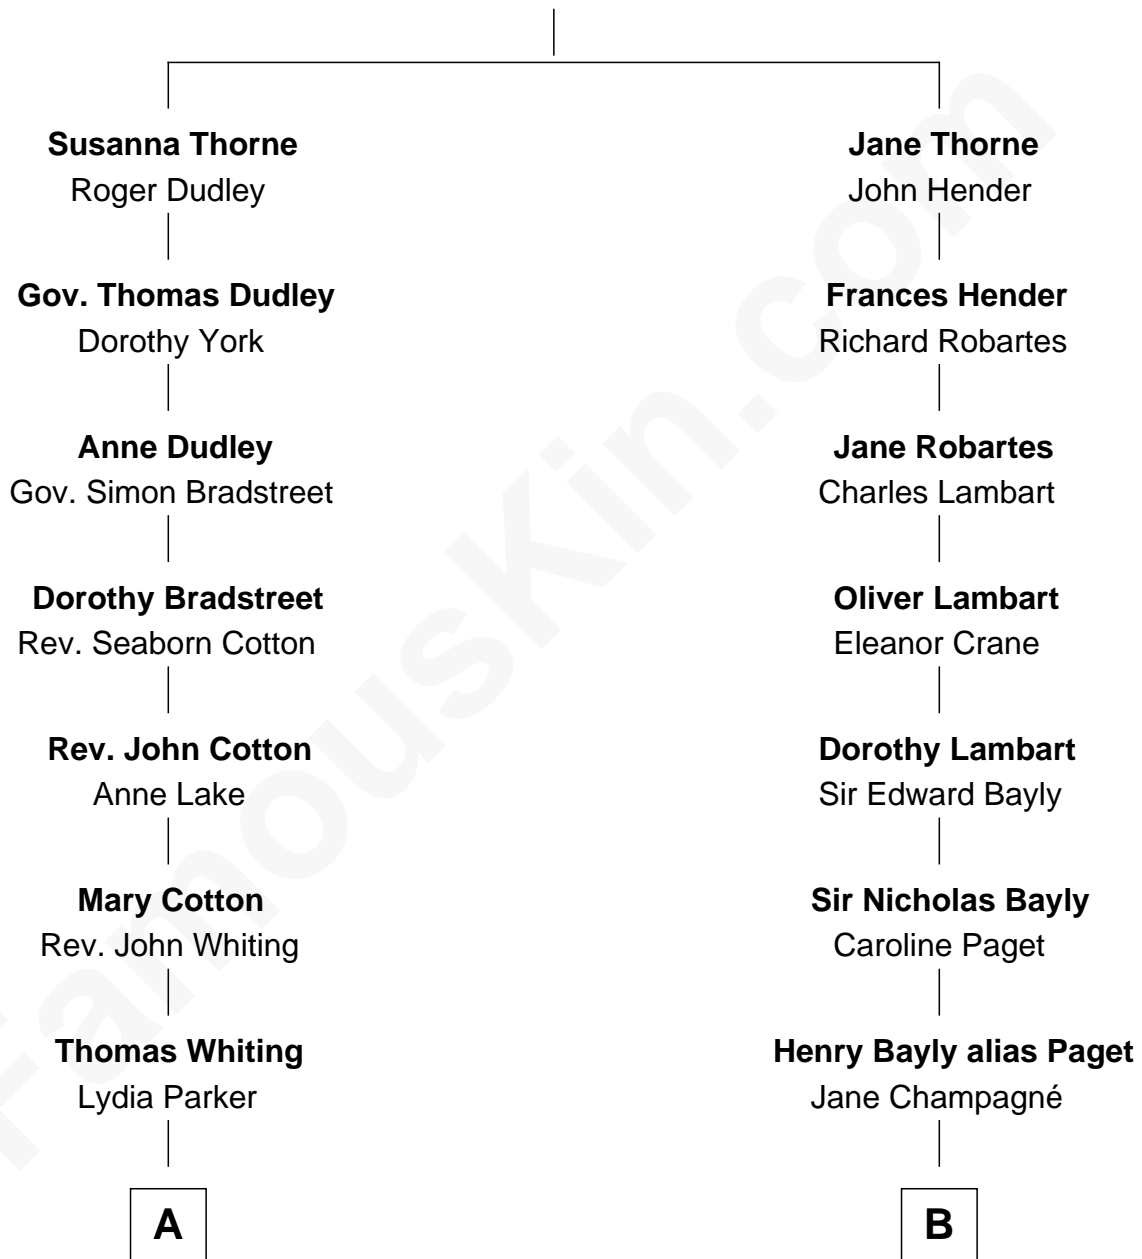 Susanna Thorne
Roger Dudley
Gov. Thomas Dudley
Dorothy York
Anne Dudley
Gov. Simon Bradstreet
Dorothy Bradstreet
Rev. Seaborn Cotton
Rev. John Cotton
Anne Lake
Mary Cotton
Rev. John Whiting
Thomas Whiting
Lydia Parker
A
Jane Thorne
John Hender
Frances Hender
Richard Robartes
Jane Robartes
Charles Lambart
Oliver Lambart
Eleanor Crane
Dorothy Lambart
Sir Edward Bayly
Sir Nicholas Bayly
Caroline Paget
Henry Bayly alias Paget
Jane Champagné
B
FamousKin.com